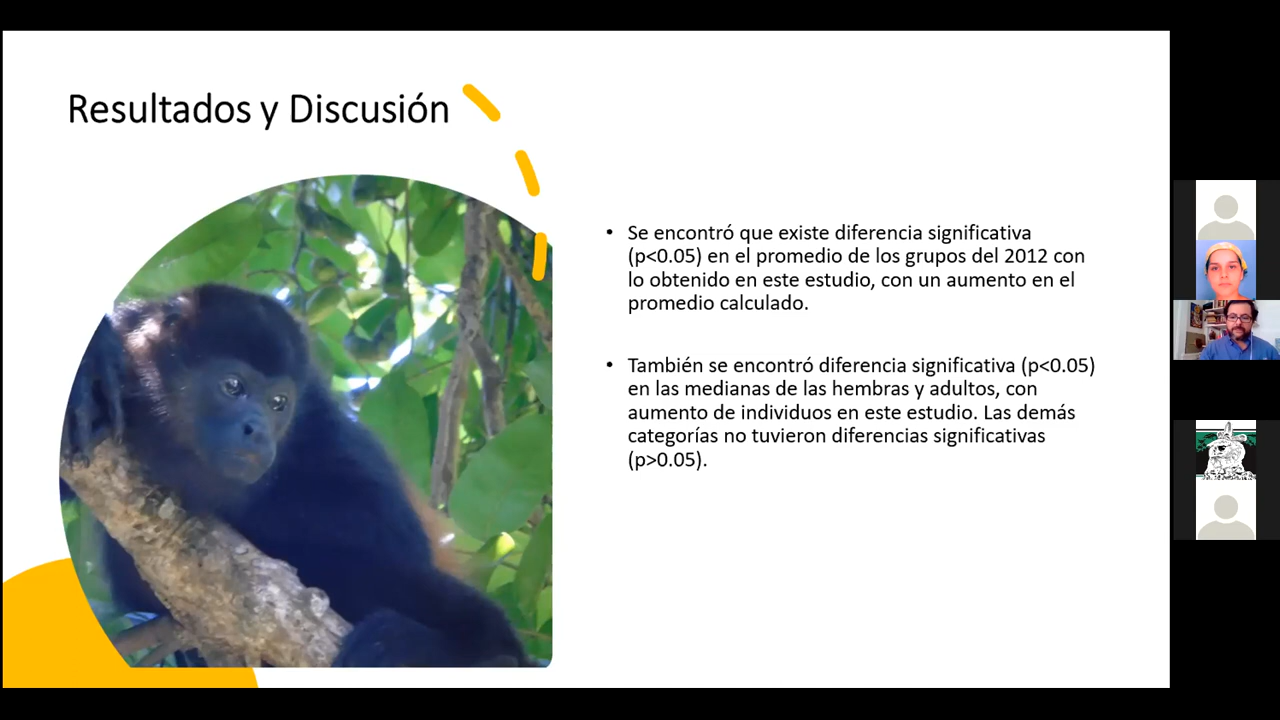 Resultados y Discusión
• Se encontró que existe diferencia significativa
(p<0.05) en el promedio de los grupos del 2012 con
lo obtenido en este estudio, con un aumento en el
promedio calculado.
• También se encontró diferencia significativa (p<0.05)
en las medianas de las hembras y adultos, con
aumento de individuos en este estudio. Las demás
categorías no tuvieron diferencias significativas
(p>0.05).